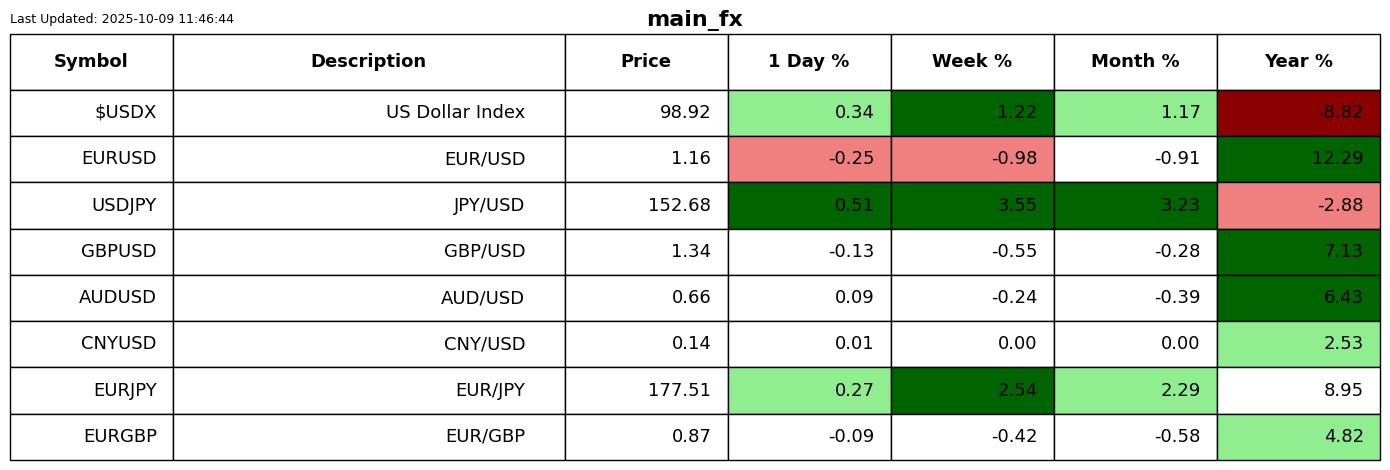 Last Updated: 2025-10-09 11:46:44
main_fx
Symbol Description Price 1 Day % Week % Month % Year %
$USDX US Dollar Index 98.92 0.34 1.22 1.17 -8.82
EURUSD EUR/USD 1.16 -0.25 -0.98 -0.91 12.29
USDJPY JPY/USD 152.68 0.51 3.55 3.23 -2.88
GBPUSD GBP/USD 1.34 -0.13 -0.55 -0.28 7.13
AUDUSD AUD/USD 0.66 0.09 -0.24 -0.39 6.43
CNYUSD CNY/USD 0.14 0.01 0.00 0.00 2.53
EURJPY EUR/JPY 177.51 0.27 2.54 2.29 8.95
EURGBP EUR/GBP 0.87 -0.09 -0.42 -0.58 4.82